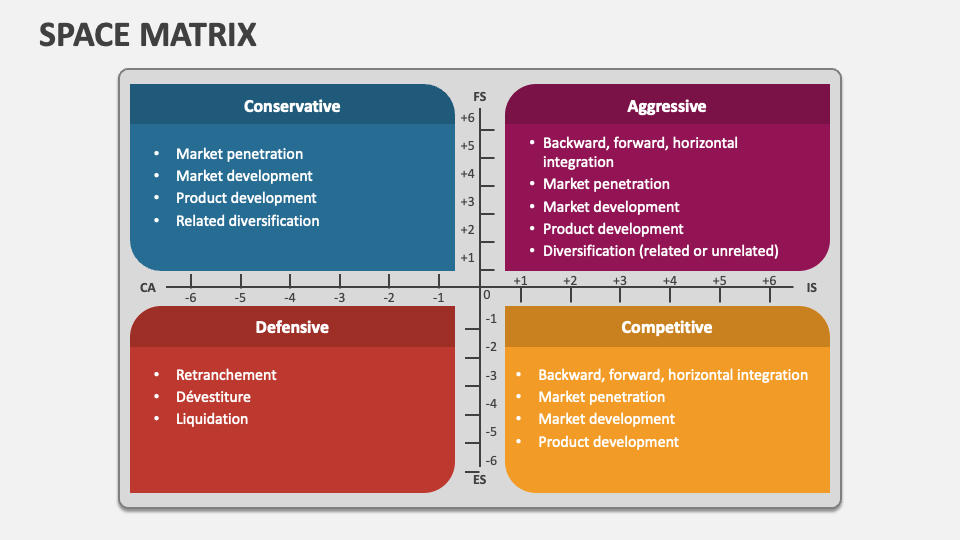 SPACE MATRIX
Conservative
• Market penetration
• Market development
• Product development
• Related diversification
FS
+6
+5
+4
+3
+2
+1
Aggressive
• Backward, forward, horizontal
integration
• Market penetration
• Market development
• Product development
• Diversification (related or unrelated)
CA
-6 -5 -4 -3 -2 -1
0
+1 +2 +3 +4 +5 +6
IS
Defensive
• Retranchement
• Dévestiture
• Liquidation
-1
-2
-3
-4
-5
-6
ES
Competitive
• Backward, forward, horizontal integration
• Market penetration
• Market development
• Product development